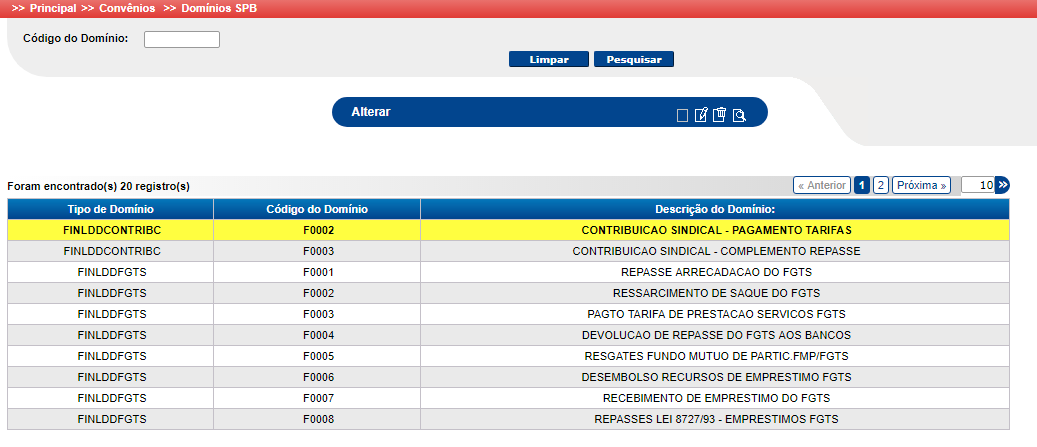 >> Principal >> Convênios >> Domínios SPB
Código do Domínio:
Limpar Pesquisar
Alterar
Foram encontrado(s) 20 registro(s) « Anterior 1 2 Próxima » 10 »
Tipo de Domínio Código do Domínio Descrição do Domínio:
FINLDDCONTRIBC F0002 CONTRIBUICAO SINDICAL - PAGAMENTO TARIFAS
FINLDDCONTRIBC F0003 CONTRIBUICAO SINDICAL - COMPLEMENTO REPASSE
FINLDDFGTS F0001 REPASSE ARRECADACAO DO FGTS
FINLDDFGTS F0002 RESSARCIMENTO DE SAQUE DO FGTS
FINLDDFGTS F0003 PAGTO TARIFA DE PRESTACAO SERVICOS FGTS
FINLDDFGTS F0004 DEVOLUCAO DE REPASSE DO FGTS AOS BANCOS
FINLDDFGTS F0005 RESGATES FUNDO MUTUO DE PARTIC.FMP/FGTS
FINLDDFGTS F0006 DESEMBOLSO RECURSOS DE EMPRESTIMO FGTS
FINLDDFGTS F0007 RECEBIMENTO DE EMPRESTIMO DO FGTS
FINLDDFGTS F0008 REPASSES LEI 8727/93 - EMPRESTIMOS FGTS